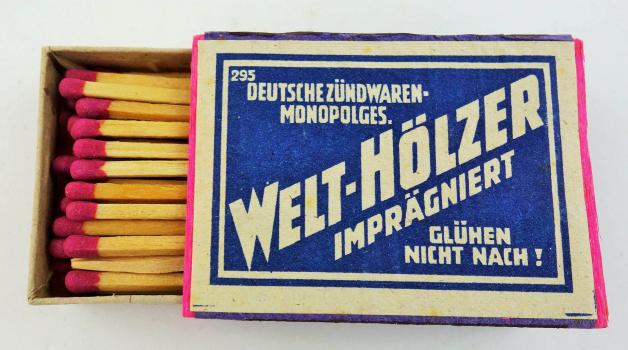 295
DEUTSCHE ZÜNDWAREN-
MONOPOLGES.
WELT-HÖLZER
IMPRÄGNIERT
GLÜHEN
NICHT NACH!